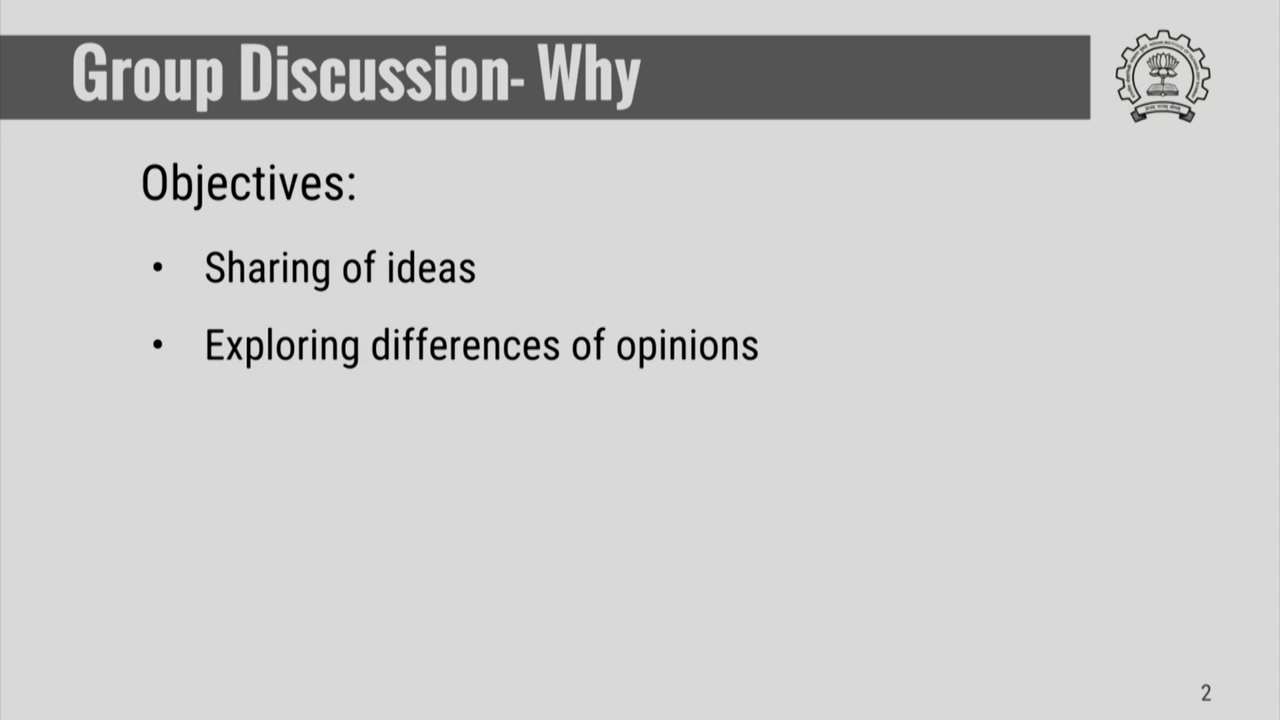 Group Discussion- Why
Objectives:
• Sharing of ideas
• Exploring differences of opinions
2